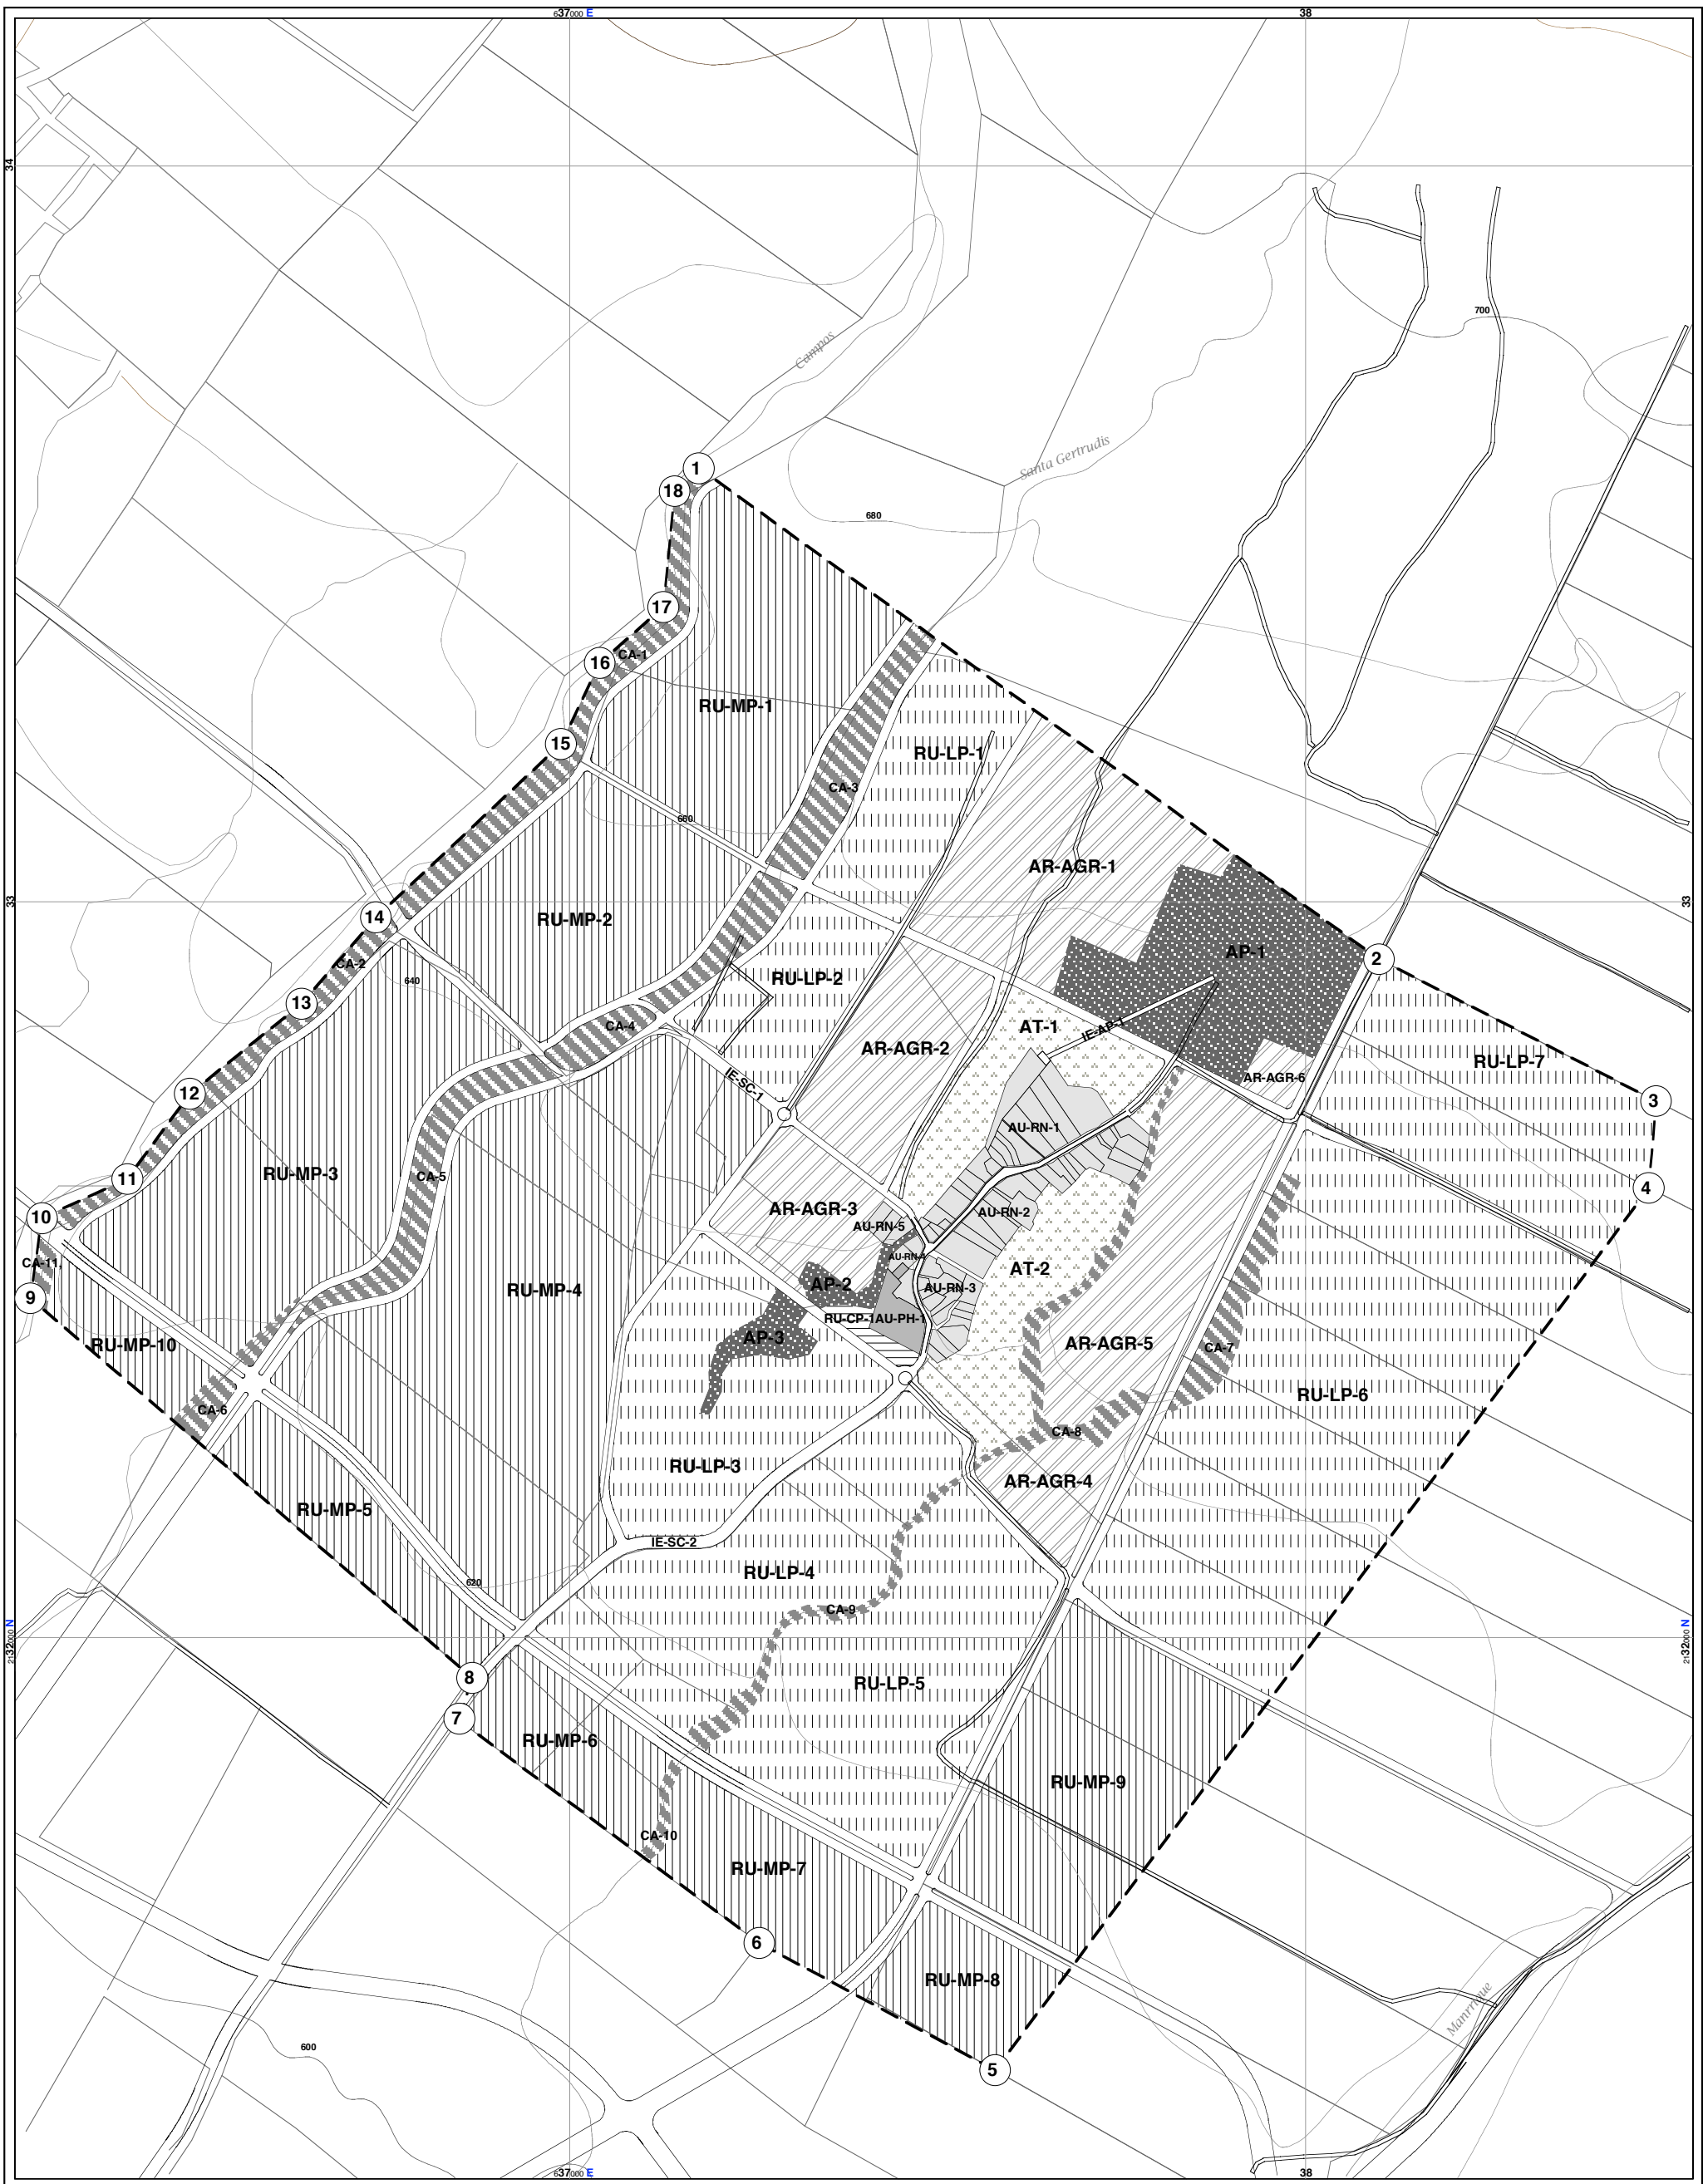 637000 E
38
34
700
Campos
Santa Gertrudis
1
18
680
17
16
CA-1
RU-MP-1
15
RU-LP-1
CA-3
660
AR-AGR-1
33
33
14
RU-MP-2
AP-1
2
CA-2
640
RU-LP-2
13
CA-4
AT-1
IE-AP-1
AR-AGR-2
RU-LP-7
AR-AGR-6
12
IE-SC-1
3
AU-RN-1
RU-MP-3
CA-5
11
4
AR-AGR-3
AU-RN-2
10
AU-RN-5
AU-RN-4
CA-11
AT-2
RU-MP-4
AP-2
AU-RN-3
9
RU-CP-1
AU-PH-1
RU-MP-10
AP-3
AR-AGR-5
CA-7
RU-LP-6
CA-6
CA-8
RU-LP-3
AR-AGR-4
RU-MP-5
IE-SC-2
RU-LP-4
620
CA-9
2132000 N
2132000 N
8
RU-LP-5
7
RU-MP-6
RU-MP-9
CA-10
RU-MP-7
6
RU-MP-8
Manrrique
600
5
637000 E
38